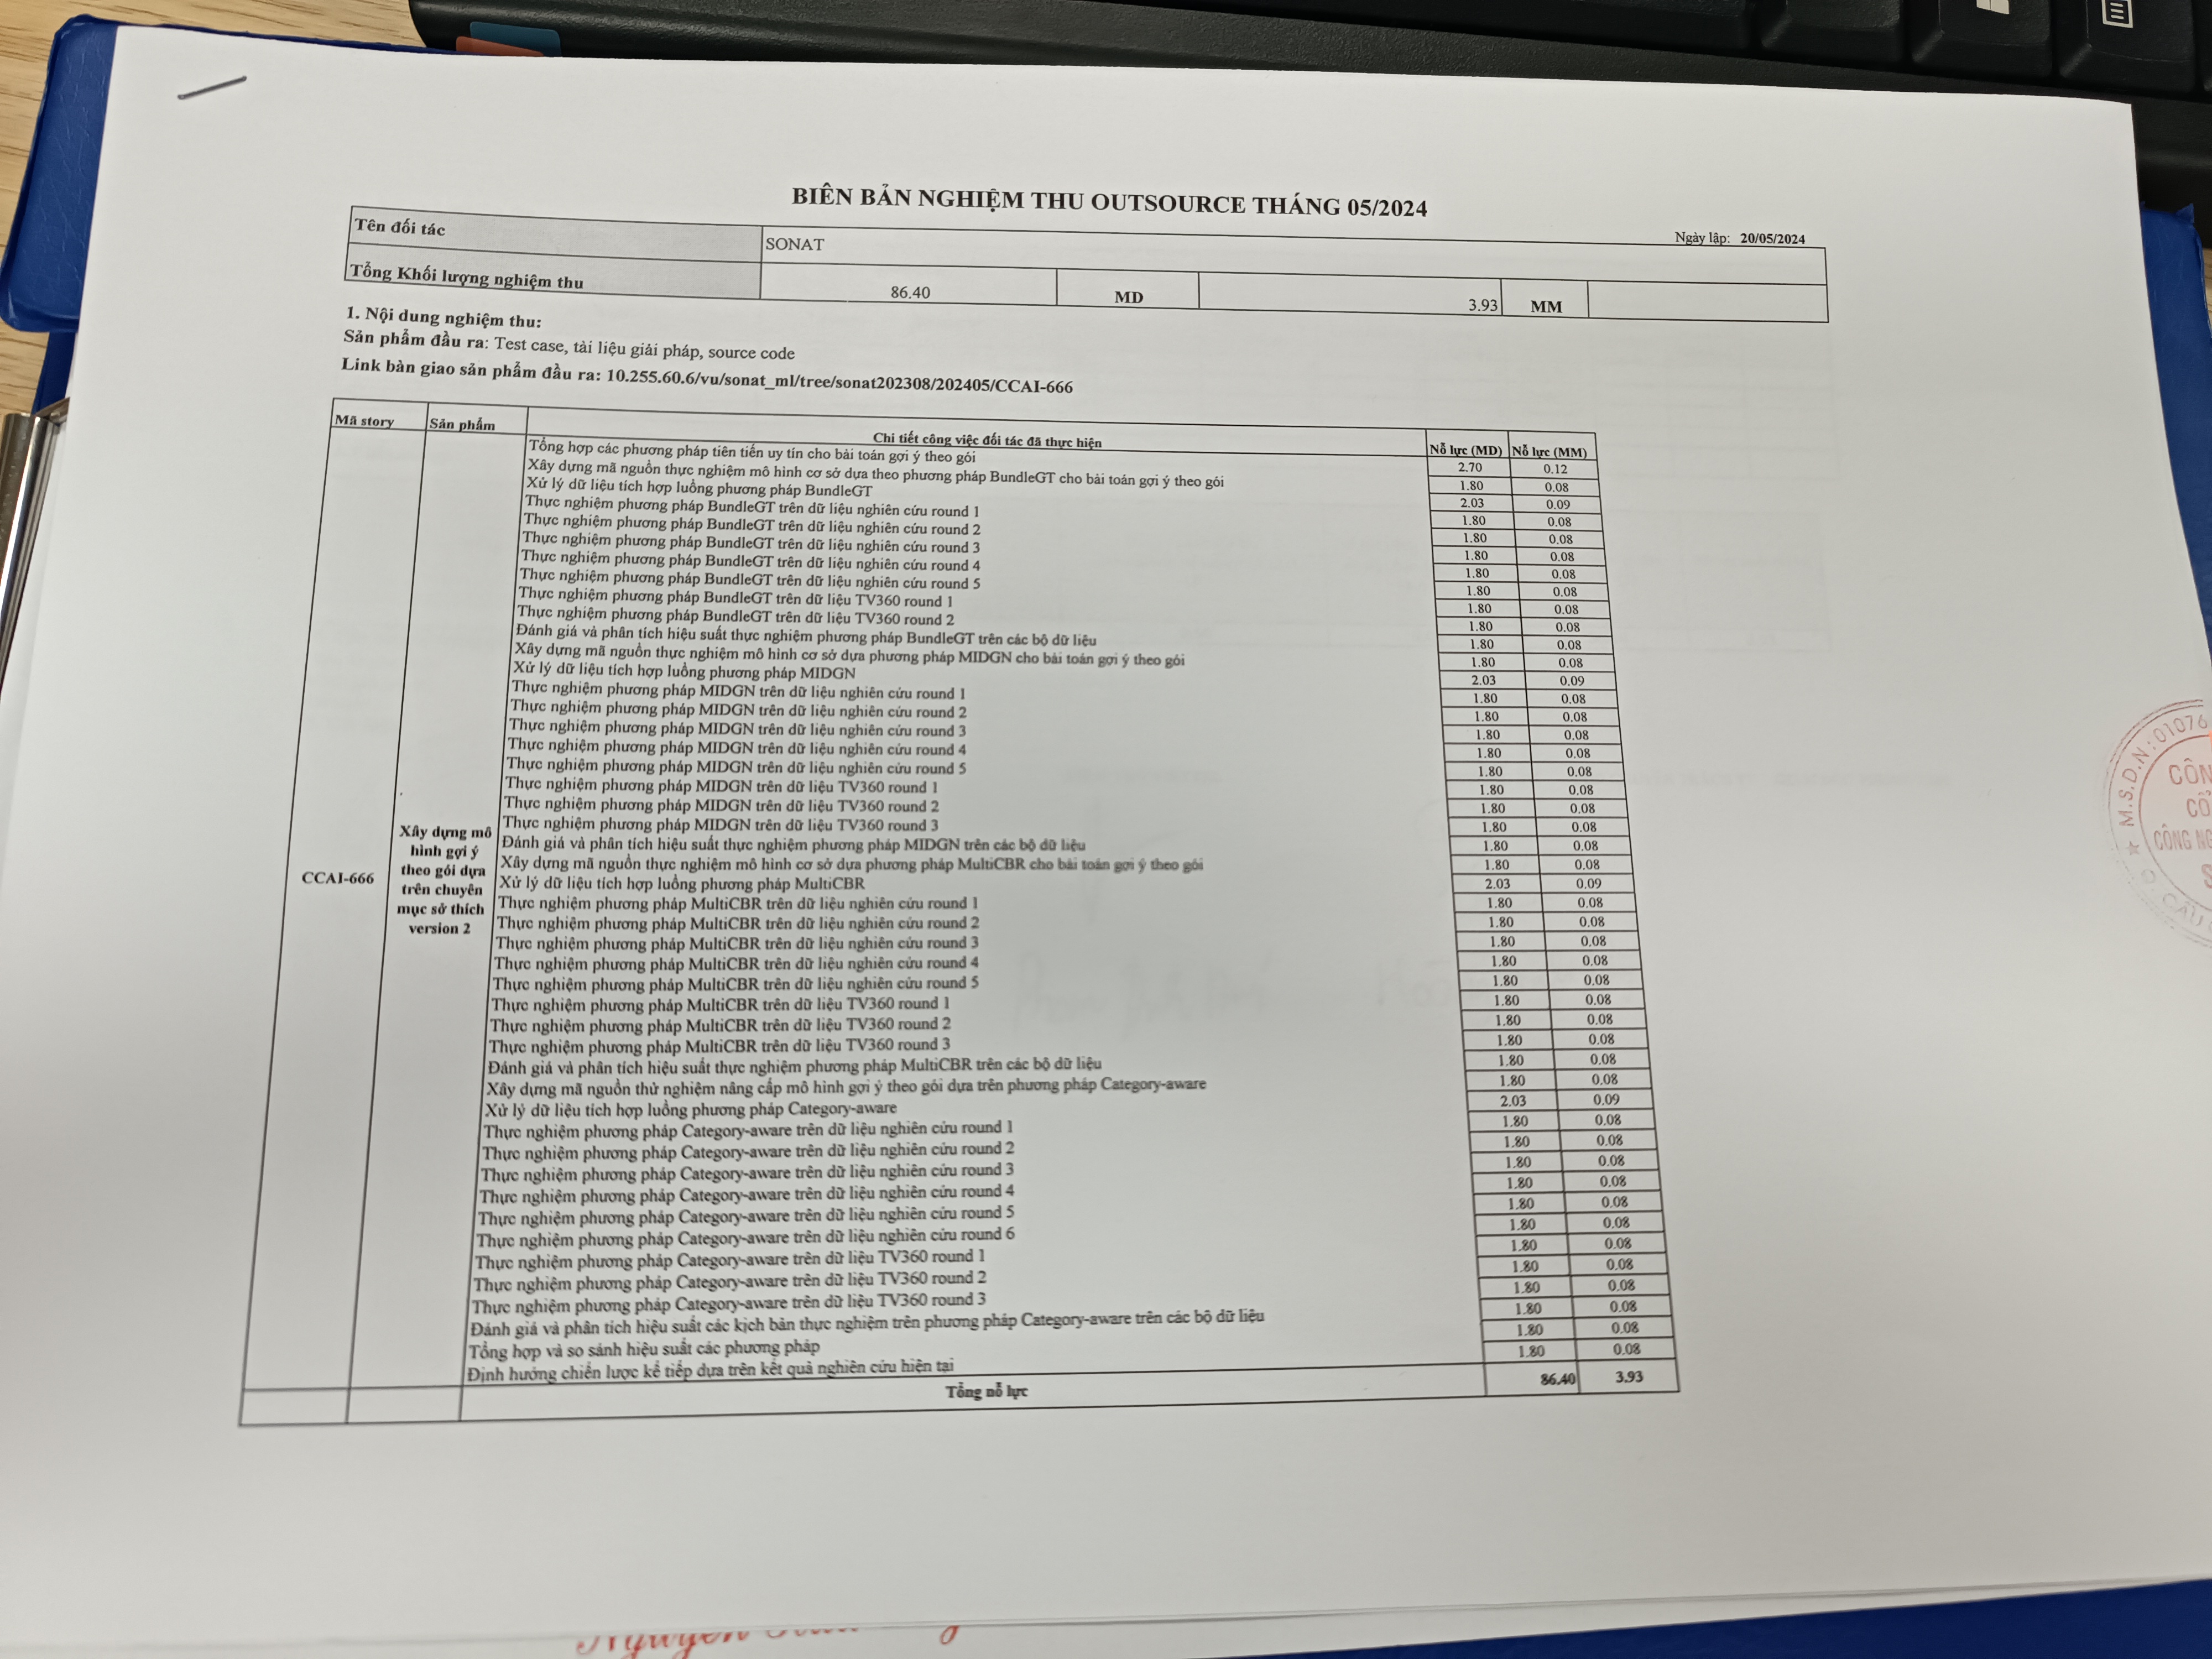 BIÊN BẢN NGHIỆM THU OUTSOURCE THÁNG 05/2024
Ngày lập: 20/05/2024
Tên đối tác SONAT
Tổng Khối lượng nghiệm thu 86.40 MD 3.93 MM
1. Nội dung nghiệm thu:
Sản phẩm đầu ra: Test case, tài liệu giải pháp, source code
Link bàn giao sản phẩm đầu ra: 10.255.60.6/vu/sonat_ml/tree/sonat202308/202405/CCAI-666
Mã story Sản phẩm Chi tiết công việc đối tác đã thực hiện Nỗ lực (MD) Nỗ lực (MM)
CCAI-666
Xây dựng mô
hình gợi ý
theo gói dựa
trên chuyên
mục sở thích
version 2
Tổng hợp các phương pháp tiên tiến uy tín cho bài toán gợi ý theo gói 2.70 0.12
Xây dựng mã nguồn thực nghiệm mô hình cơ sở dựa theo phương pháp BundleGT cho bài toán gợi ý theo gói 1.80 0.08
Xử lý dữ liệu tích hợp luồng phương pháp BundleGT 2.03 0.09
Thực nghiệm phương pháp BundleGT trên dữ liệu nghiên cứu round 1 1.80 0.08
Thực nghiệm phương pháp BundleGT trên dữ liệu nghiên cứu round 2 1.80 0.08
Thực nghiệm phương pháp BundleGT trên dữ liệu nghiên cứu round 3 1.80 0.08
Thực nghiệm phương pháp BundleGT trên dữ liệu nghiên cứu round 4 1.80 0.08
Thực nghiệm phương pháp BundleGT trên dữ liệu nghiên cứu round 5 1.80 0.08
Thực nghiệm phương pháp BundleGT trên dữ liệu TV360 round 1 1.80 0.08
Thực nghiệm phương pháp BundleGT trên dữ liệu TV360 round 2 1.80 0.08
Đánh giá và phân tích hiệu suất thực nghiệm phương pháp BundleGT trên các bộ dữ liệu 1.80 0.08
Xây dựng mã nguồn thực nghiệm mô hình cơ sở dựa phương pháp MIDGN cho bài toán gợi ý theo gói 1.80 0.08
Xử lý dữ liệu tích hợp luồng phương pháp MIDGN 2.03 0.09
Thực nghiệm phương pháp MIDGN trên dữ liệu nghiên cứu round 1 1.80 0.08
Thực nghiệm phương pháp MIDGN trên dữ liệu nghiên cứu round 2 1.80 0.08
Thực nghiệm phương pháp MIDGN trên dữ liệu nghiên cứu round 3 1.80 0.08
Thực nghiệm phương pháp MIDGN trên dữ liệu nghiên cứu round 4 1.80 0.08
Thực nghiệm phương pháp MIDGN trên dữ liệu nghiên cứu round 5 1.80 0.08
Thực nghiệm phương pháp MIDGN trên dữ liệu TV360 round 1 1.80 0.08
Thực nghiệm phương pháp MIDGN trên dữ liệu TV360 round 2 1.80 0.08
Thực nghiệm phương pháp MIDGN trên dữ liệu TV360 round 3 1.80 0.08
Đánh giá và phân tích hiệu suất thực nghiệm phương pháp MIDGN trên các bộ dữ liệu 1.80 0.08
Xây dựng mã nguồn thực nghiệm mô hình cơ sở dựa phương pháp MultiCBR cho bài toán gợi ý theo gói 1.80 0.08
Xử lý dữ liệu tích hợp luồng phương pháp MultiCBR 2.03 0.09
Thực nghiệm phương pháp MultiCBR trên dữ liệu nghiên cứu round 1 1.80 0.08
Thực nghiệm phương pháp MultiCBR trên dữ liệu nghiên cứu round 2 1.80 0.08
Thực nghiệm phương pháp MultiCBR trên dữ liệu nghiên cứu round 3 1.80 0.08
Thực nghiệm phương pháp MultiCBR trên dữ liệu nghiên cứu round 4 1.80 0.08
Thực nghiệm phương pháp MultiCBR trên dữ liệu nghiên cứu round 5 1.80 0.08
Thực nghiệm phương pháp MultiCBR trên dữ liệu TV360 round 1 1.80 0.08
Thực nghiệm phương pháp MultiCBR trên dữ liệu TV360 round 2 1.80 0.08
Thực nghiệm phương pháp MultiCBR trên dữ liệu TV360 round 3 1.80 0.08
Đánh giá và phân tích hiệu suất thực nghiệm phương pháp MultiCBR trên các bộ dữ liệu 1.80 0.08
Xây dựng mã nguồn thử nghiệm nâng cấp mô hình gợi ý theo gói dựa trên phương pháp Category-aware 1.80 0.08
Xử lý dữ liệu tích hợp luồng phương pháp Category-aware 2.03 0.09
Thực nghiệm phương pháp Category-aware trên dữ liệu nghiên cứu round 1 1.80 0.08
Thực nghiệm phương pháp Category-aware trên dữ liệu nghiên cứu round 2 1.80 0.08
Thực nghiệm phương pháp Category-aware trên dữ liệu nghiên cứu round 3 1.80 0.08
Thực nghiệm phương pháp Category-aware trên dữ liệu nghiên cứu round 4 1.80 0.08
Thực nghiệm phương pháp Category-aware trên dữ liệu nghiên cứu round 5 1.80 0.08
Thực nghiệm phương pháp Category-aware trên dữ liệu nghiên cứu round 6 1.80 0.08
Thực nghiệm phương pháp Category-aware trên dữ liệu TV360 round 1 1.80 0.08
Thực nghiệm phương pháp Category-aware trên dữ liệu TV360 round 2 1.80 0.08
Thực nghiệm phương pháp Category-aware trên dữ liệu TV360 round 3 1.80 0.08
Đánh giá và phân tích hiệu suất các kịch bản thực nghiệm trên phương pháp Category-aware trên các bộ dữ liệu 1.80 0.08
Tổng hợp và so sánh hiệu suất các phương pháp 1.80 0.08
Định hướng chiến lược kế tiếp dựa trên kết quả nghiên cứu hiện tại 1.80 0.08
Tổng nỗ lực 86.40 3.93
M.S.D.N:01076
CÔN
CỔ
CÔNG NG
S
Q CẦU
Nguyễn